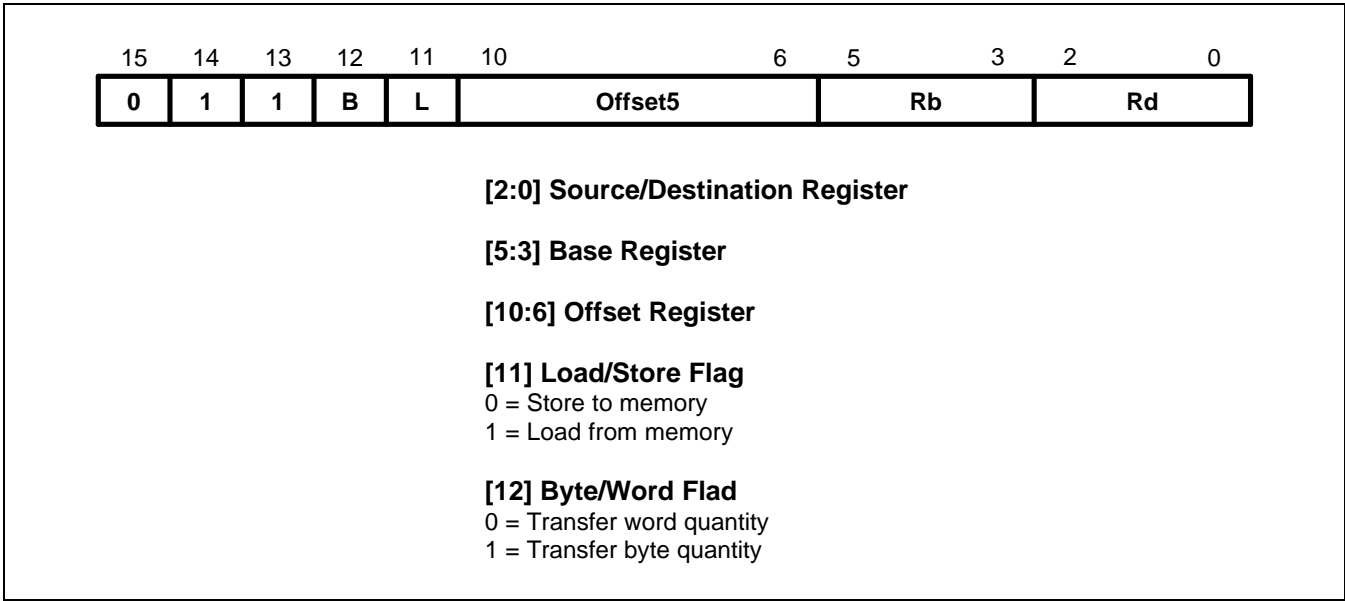 15 14 13 12 11 10 6 5 3 2 0
0 1 1 B L Offset5 Rb Rd
[2:0] Source/Destination Register
[5:3] Base Register
[10:6] Offset Register
[11] Load/Store Flag
0 = Store to memory
1 = Load from memory
[12] Byte/Word Flad
0 = Transfer word quantity
1 = Transfer byte quantity